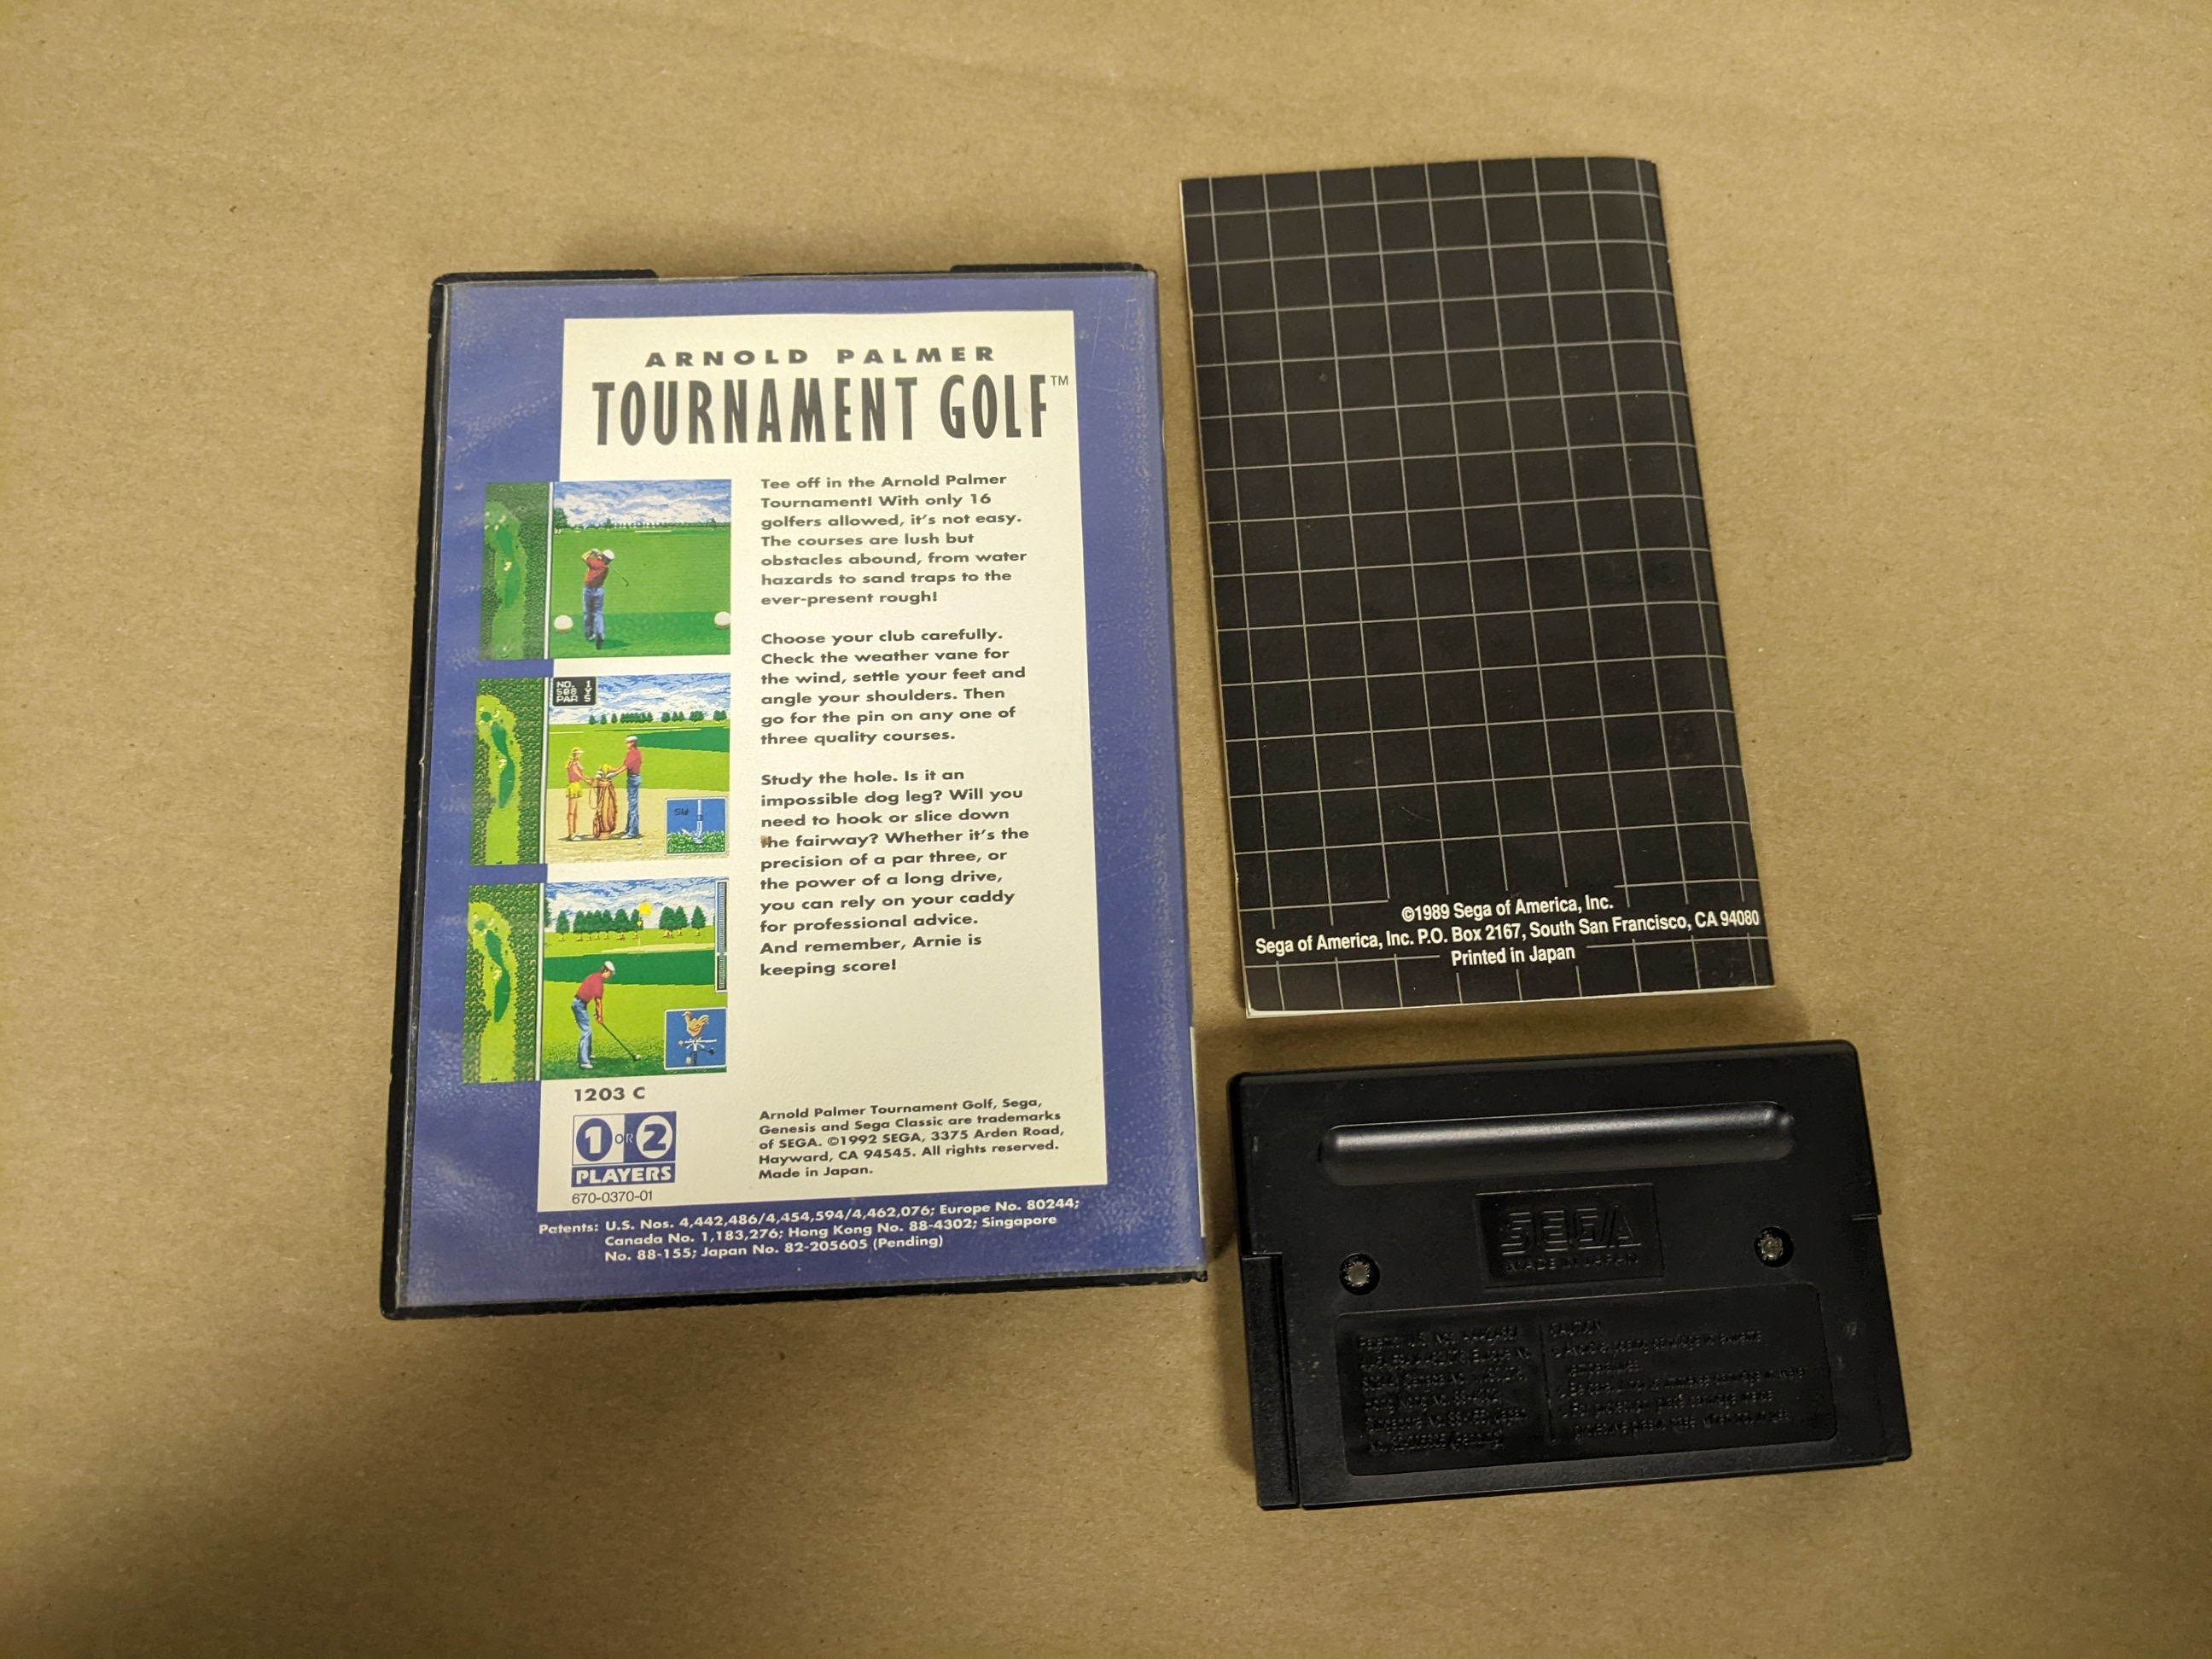 ARNOLD PALMER
TOURNAMENT GOLF™
Tee off in the Arnold Palmer
Tournament! With only 16
golfers allowed, it's not easy.
The courses are lush but
obstacles abound, from water
hazards to sand traps to the
ever-present rough!
Choose your club carefully.
Check the weather vane for
the wind, settle your feet and
angle your shoulders. Then
go for the pin on any one of
three quality courses.
Study the hole. Is it an
impossible dog leg? Will you
need to hook or slice down
the fairway? Whether it's the
precision of a par three, or
the power of a long drive,
you can rely on your caddy
for professional advice.
And remember, Arnie is
keeping score!
NO. 1
508 Y
PAR 5
1203 C
1 OR 2
PLAYERS
670-0370-01
Arnold Palmer Tournament Golf, Sega,
Genesis and Sega Classic are trademarks
of SEGA. ©1992 SEGA, 3375 Arden Road,
Hayward, CA 94545. All rights reserved.
Made in Japan.
Patents: U.S. Nos. 4,442,486/4,454,594/4,462,076; Europe No. 80244;
Canada No. 1,183,276; Hong Kong No. 88-4302; Singapore
No. 88-155; Japan No. 82-205605 (Pending)
©1989 Sega of America, Inc.
Sega of America, Inc. P.O. Box 2167, South San Francisco, CA 94080
Printed in Japan
SEGA
MADE IN JAPAN